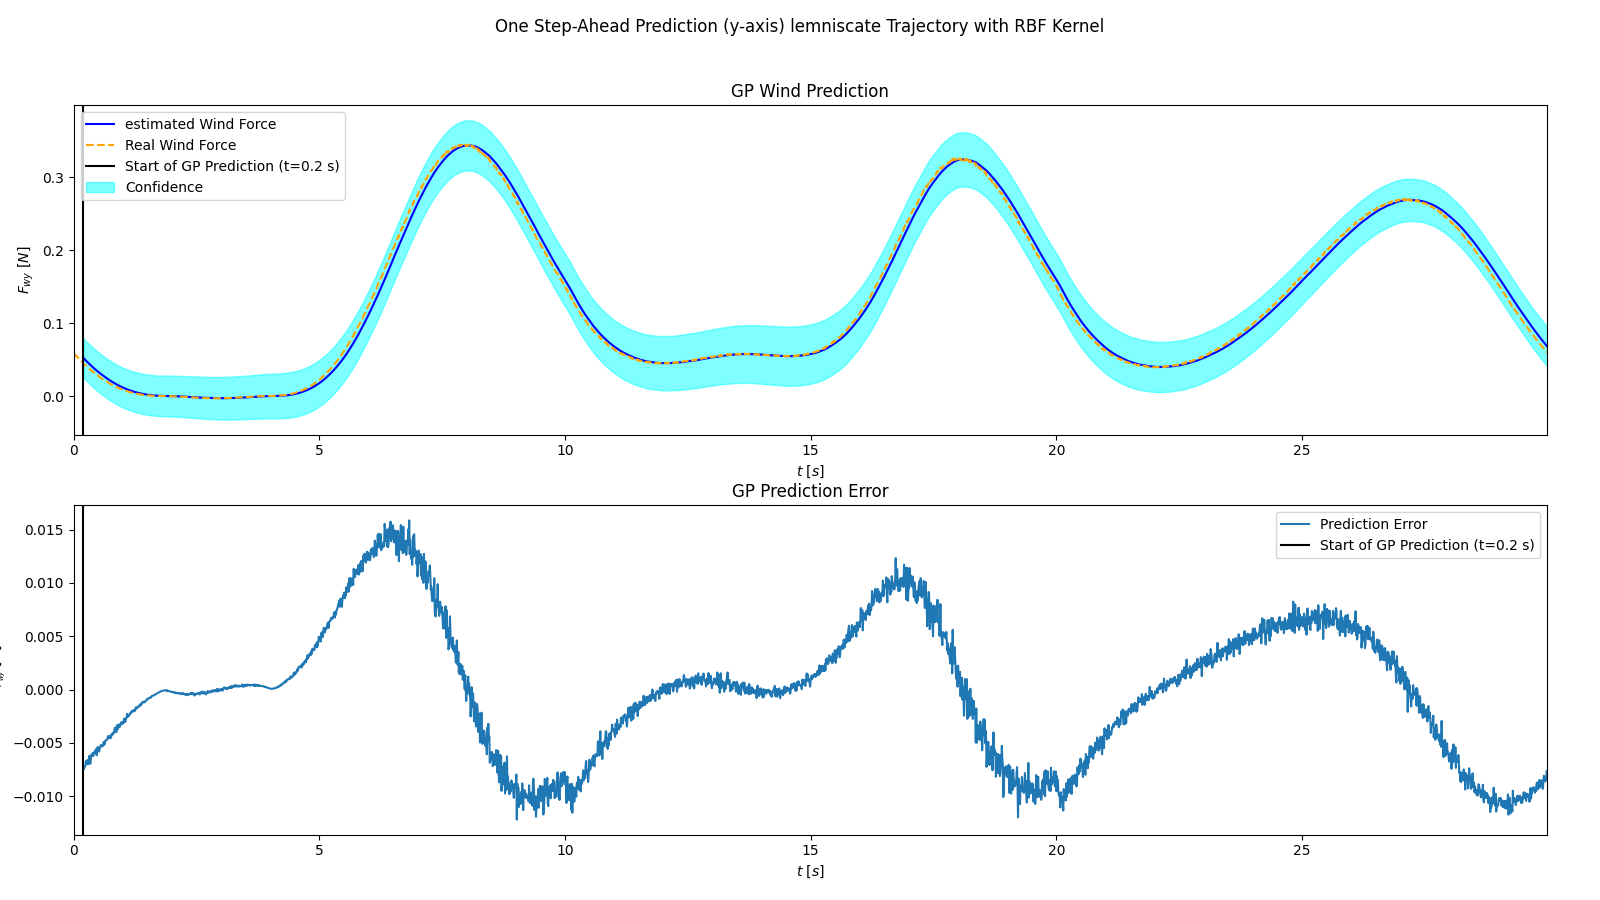 One Step-Ahead Prediction (y-axis) lemniscate Trajectory with RBF Kernel
GP Wind Prediction
estimated Wind Force
Real Wind Force
Start of GP Prediction (t=0.2 s)
Confidence
0.3
0.2
0.1
0.0
F_wy [N]
0 5 10 15 20 25
t [s]
GP Prediction Error
Prediction Error
Start of GP Prediction (t=0.2 s)
0.015
0.010
0.005
0.000
−0.005
−0.010
0 5 10 15 20 25
t [s]